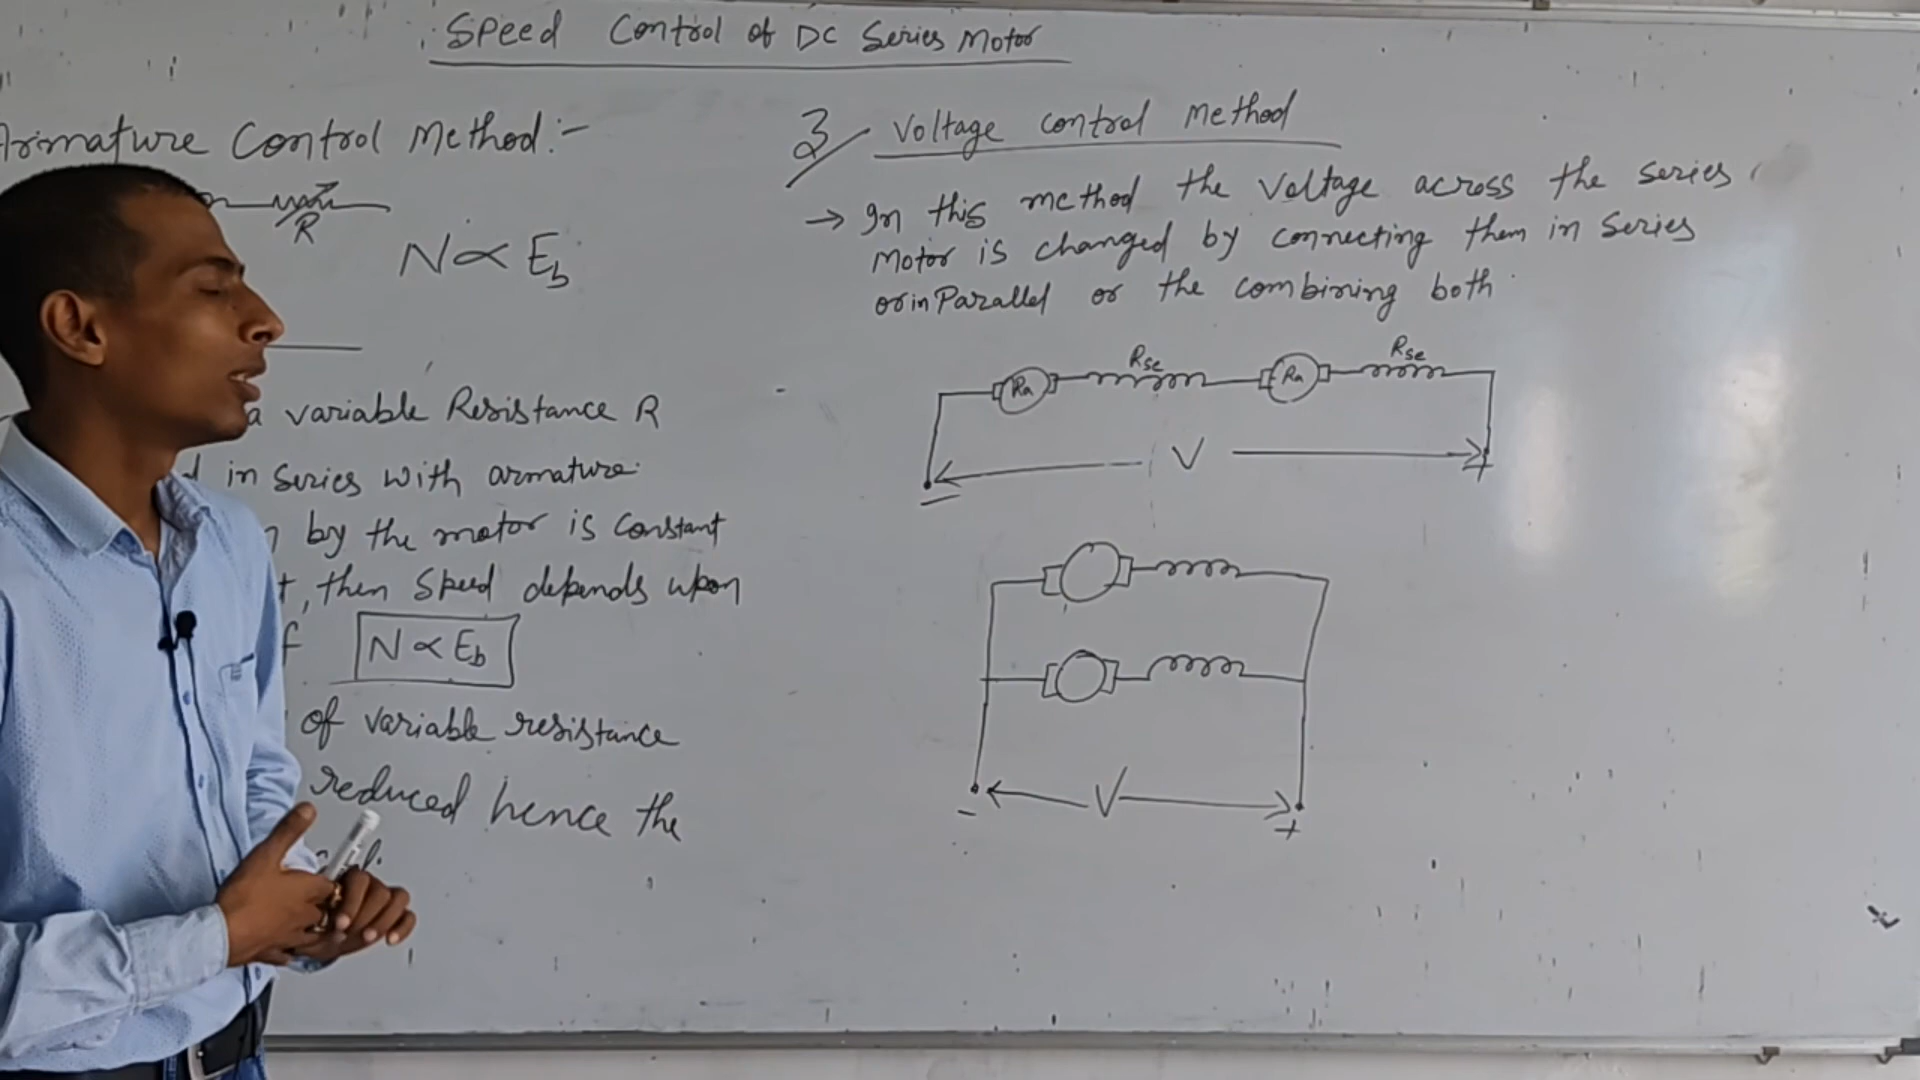 Speed Control of DC Series Motor
Armature Control Method:-
R
N ∝ Eb
a variable Resistance R
in Series with armature.
by the motor is Constant
, then Speed depends upon
N ∝ Eb
of variable resistance
reduced hence the
3/ Voltage control Method
→ In this method the Voltage across the series
Motor is changed by connecting them in Series
or in Parallel or the combining both
Ra Rse Ra Rse
V
- +
V
- +